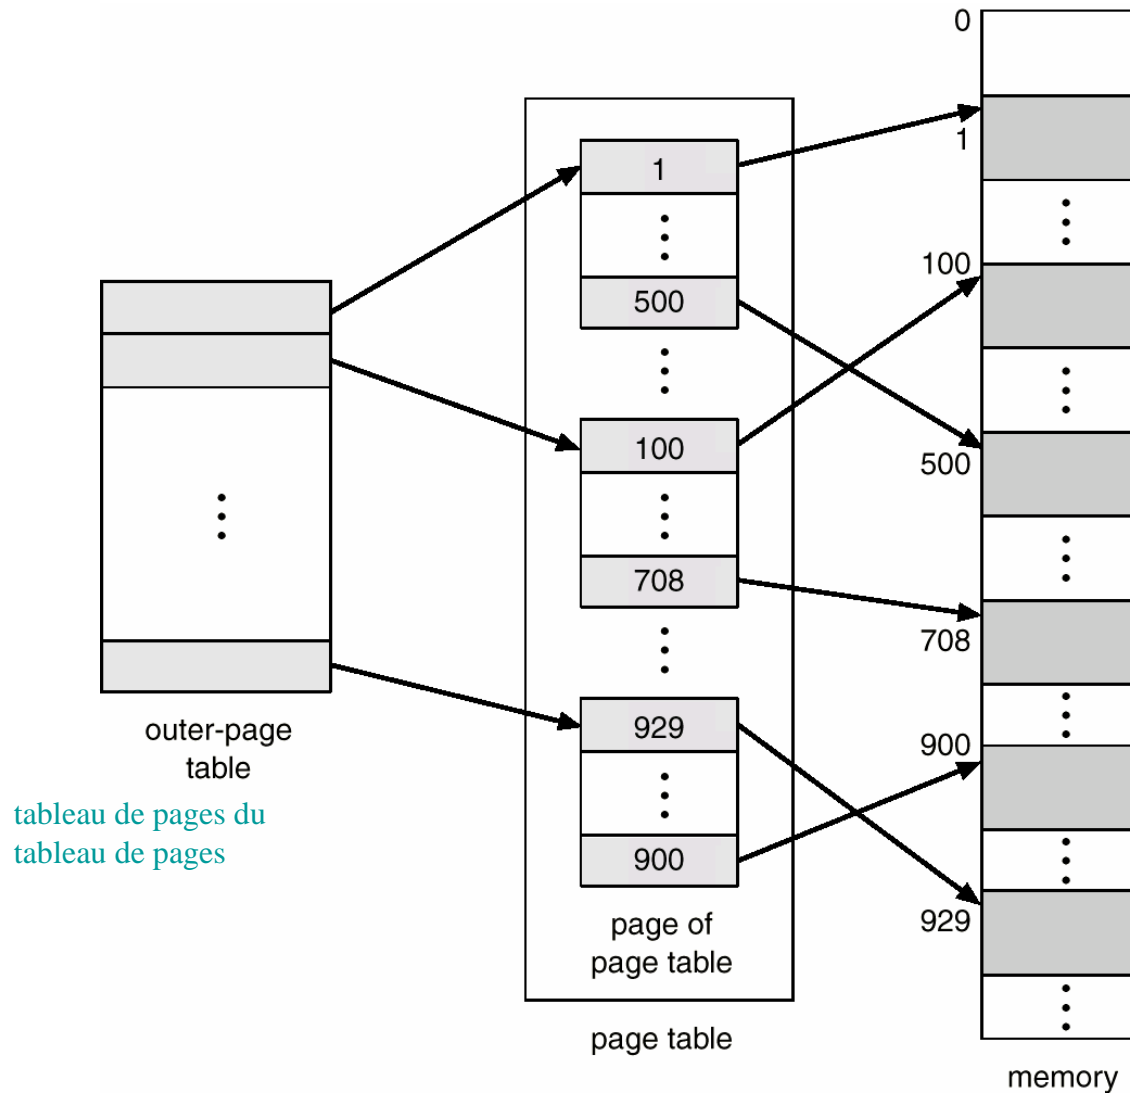 outer-page
table
tableau de pages du
tableau de pages
1
500
100
708
929
900
page of
page table
page table
0
1
100
500
708
900
929
memory